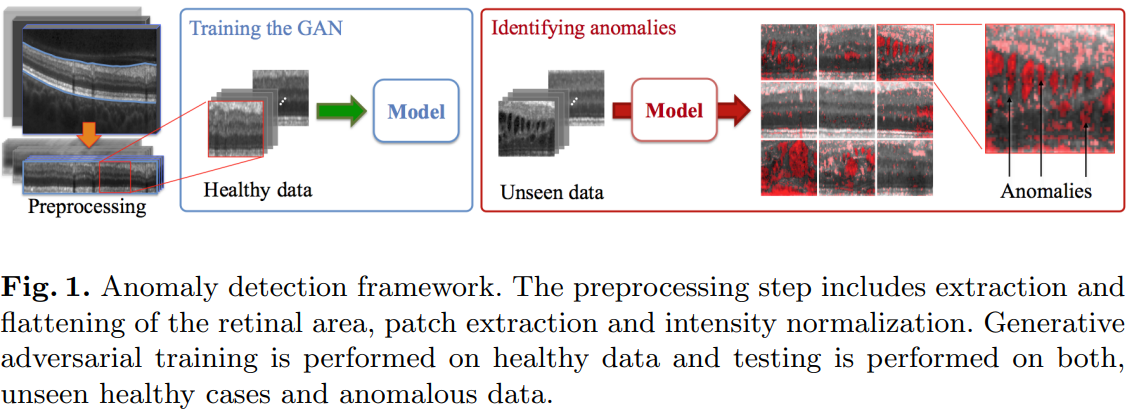 Training the GAN
Identifying anomalies
Model
Model
Healthy data
Unseen data
Anomalies
Preprocessing
Fig. 1. Anomaly detection framework. The preprocessing step includes extraction and
flattening of the retinal area, patch extraction and intensity normalization. Generative
adversarial training is performed on healthy data and testing is performed on both,
unseen healthy cases and anomalous data.